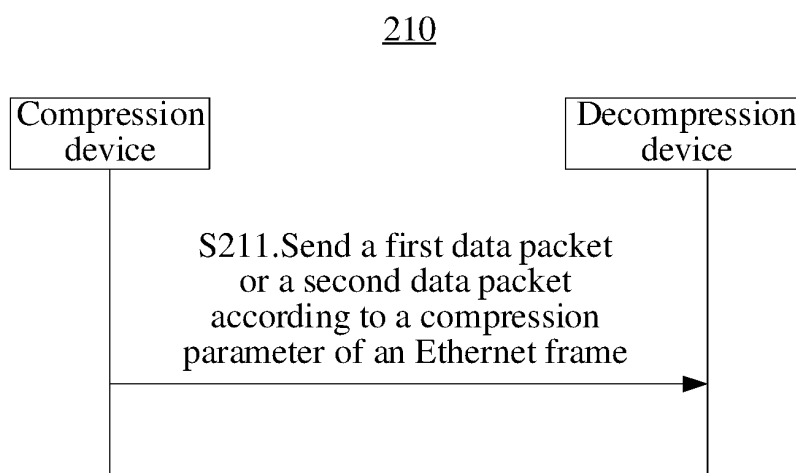 210
Compression
device
Decompression
device
S211.Send a first data packet
or a second data packet
according to a compression
parameter of an Ethernet frame